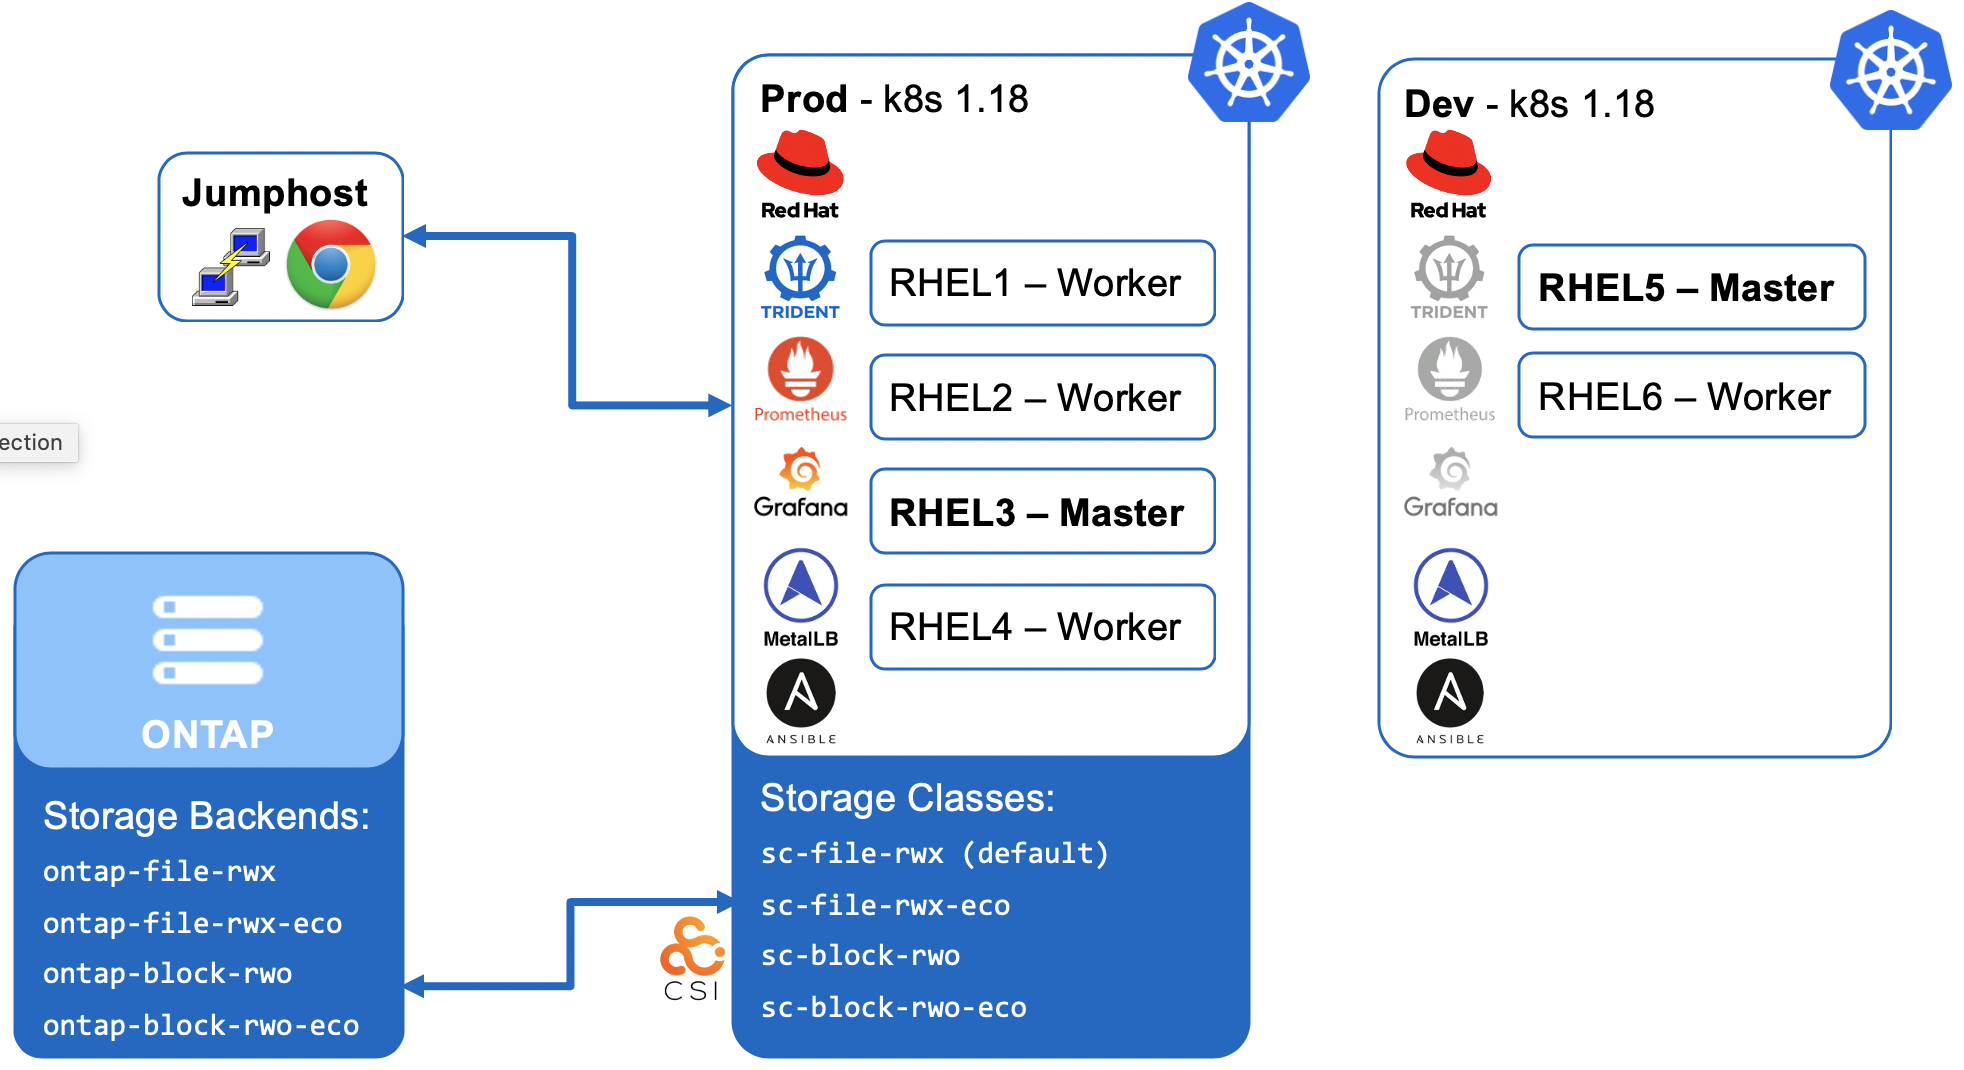 Prod - k8s 1.18
Red Hat
TRIDENT
Prometheus
Grafana
MetalLB
ANSIBLE
RHEL1 – Worker
RHEL2 – Worker
RHEL3 – Master
RHEL4 – Worker
Storage Classes:
sc-file-rwx (default)
sc-file-rwx-eco
sc-block-rwo
sc-block-rwo-eco
Dev - k8s 1.18
Red Hat
TRIDENT
Prometheus
Grafana
MetalLB
ANSIBLE
RHEL5 – Master
RHEL6 – Worker
Jumphost
ection
ONTAP
Storage Backends:
ontap-file-rwx
ontap-file-rwx-eco
ontap-block-rwo
ontap-block-rwo-eco
CSI